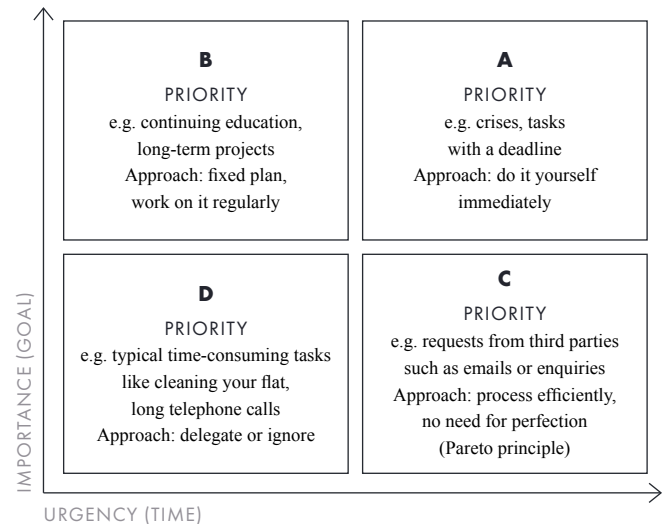 B
PRIORITY
e.g. continuing education,
long-term projects
Approach: fixed plan,
work on it regularly
A
PRIORITY
e.g. crises, tasks
with a deadline
Approach: do it yourself
immediately
D
PRIORITY
e.g. typical time-consuming tasks
like cleaning your flat,
long telephone calls
Approach: delegate or ignore
C
PRIORITY
e.g. requests from third parties
such as emails or enquiries
Approach: process efficiently,
no need for perfection
(Pareto principle)
IMPORTANCE (GOAL)
URGENCY (TIME)